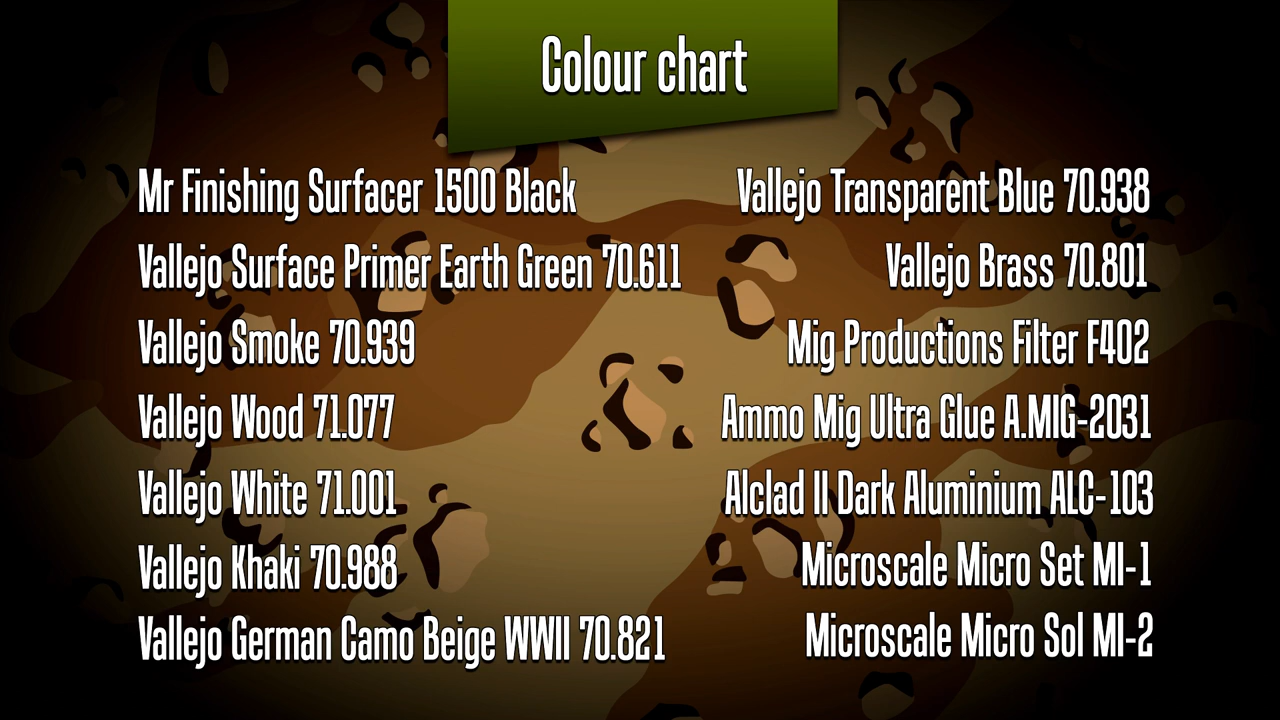 Colour chart
Mr Finishing Surfacer 1500 Black
Vallejo Surface Primer Earth Green 70.611
Vallejo Smoke 70.939
Vallejo Wood 71.077
Vallejo White 71.001
Vallejo Khaki 70.988
Vallejo German Camo Beige WWII 70.821
Vallejo Transparent Blue 70.938
Vallejo Brass 70.801
Mig Productions Filter F402
Ammo Mig Ultra Glue A.MIG-2031
Alclad II Dark Aluminium ALC-103
Microscale Micro Set MI-1
Microscale Micro Sol MI-2